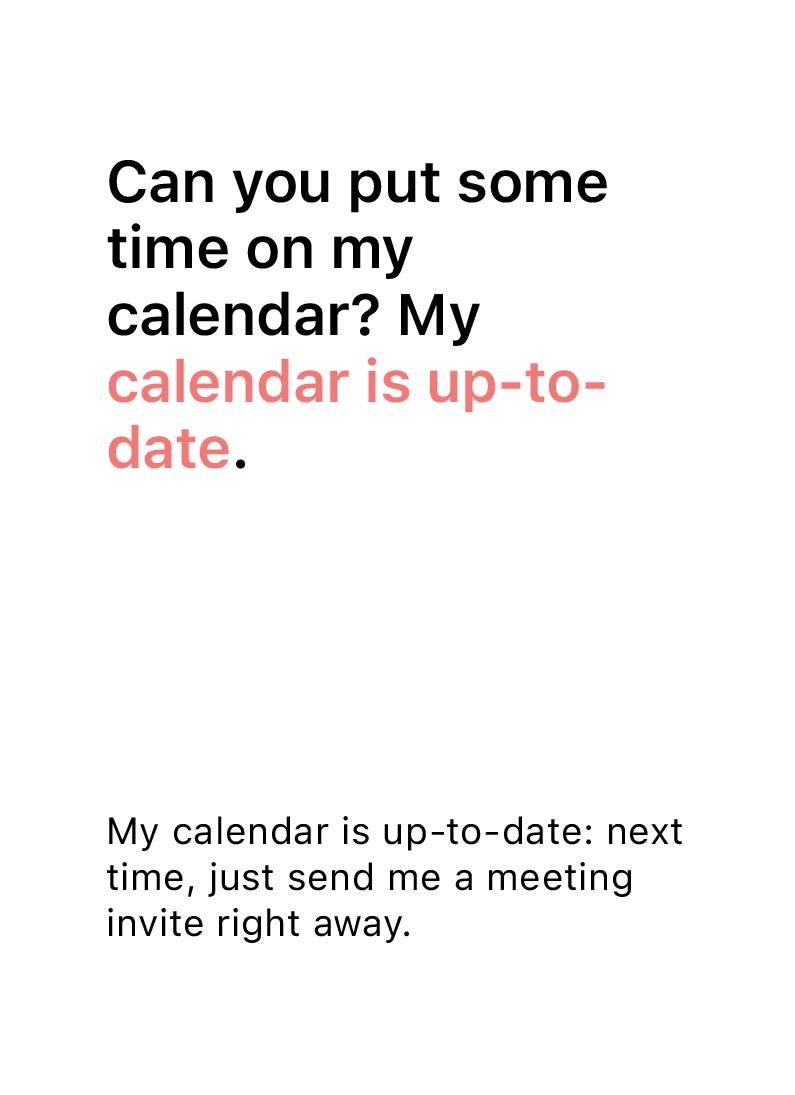 Can you put some
time on my
calendar? My
calendar is up-to-
date.
My calendar is up-to-date: next
time, just send me a meeting
invite right away.